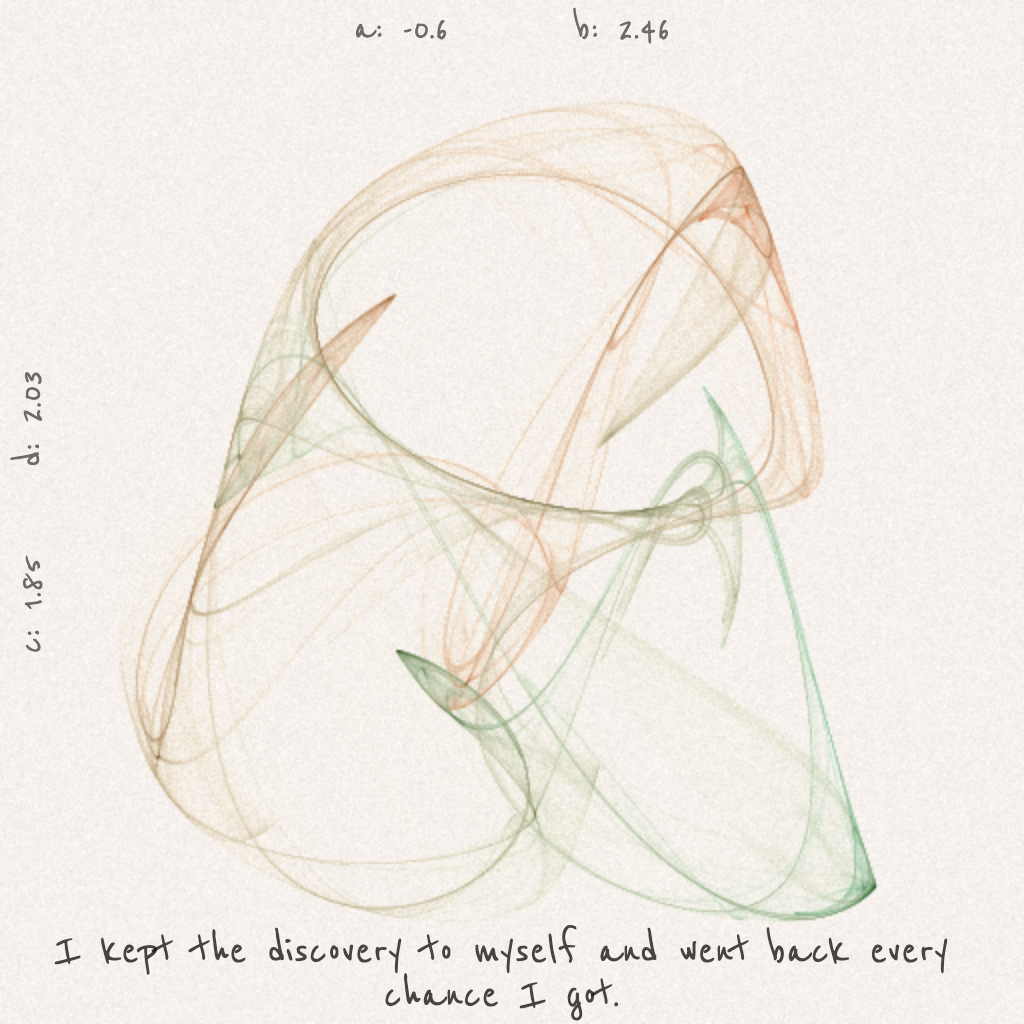 a: -0.6 b: 2.46
d: 2.03
c: 1.85
I kept the discovery to myself and went back every
chance I got.